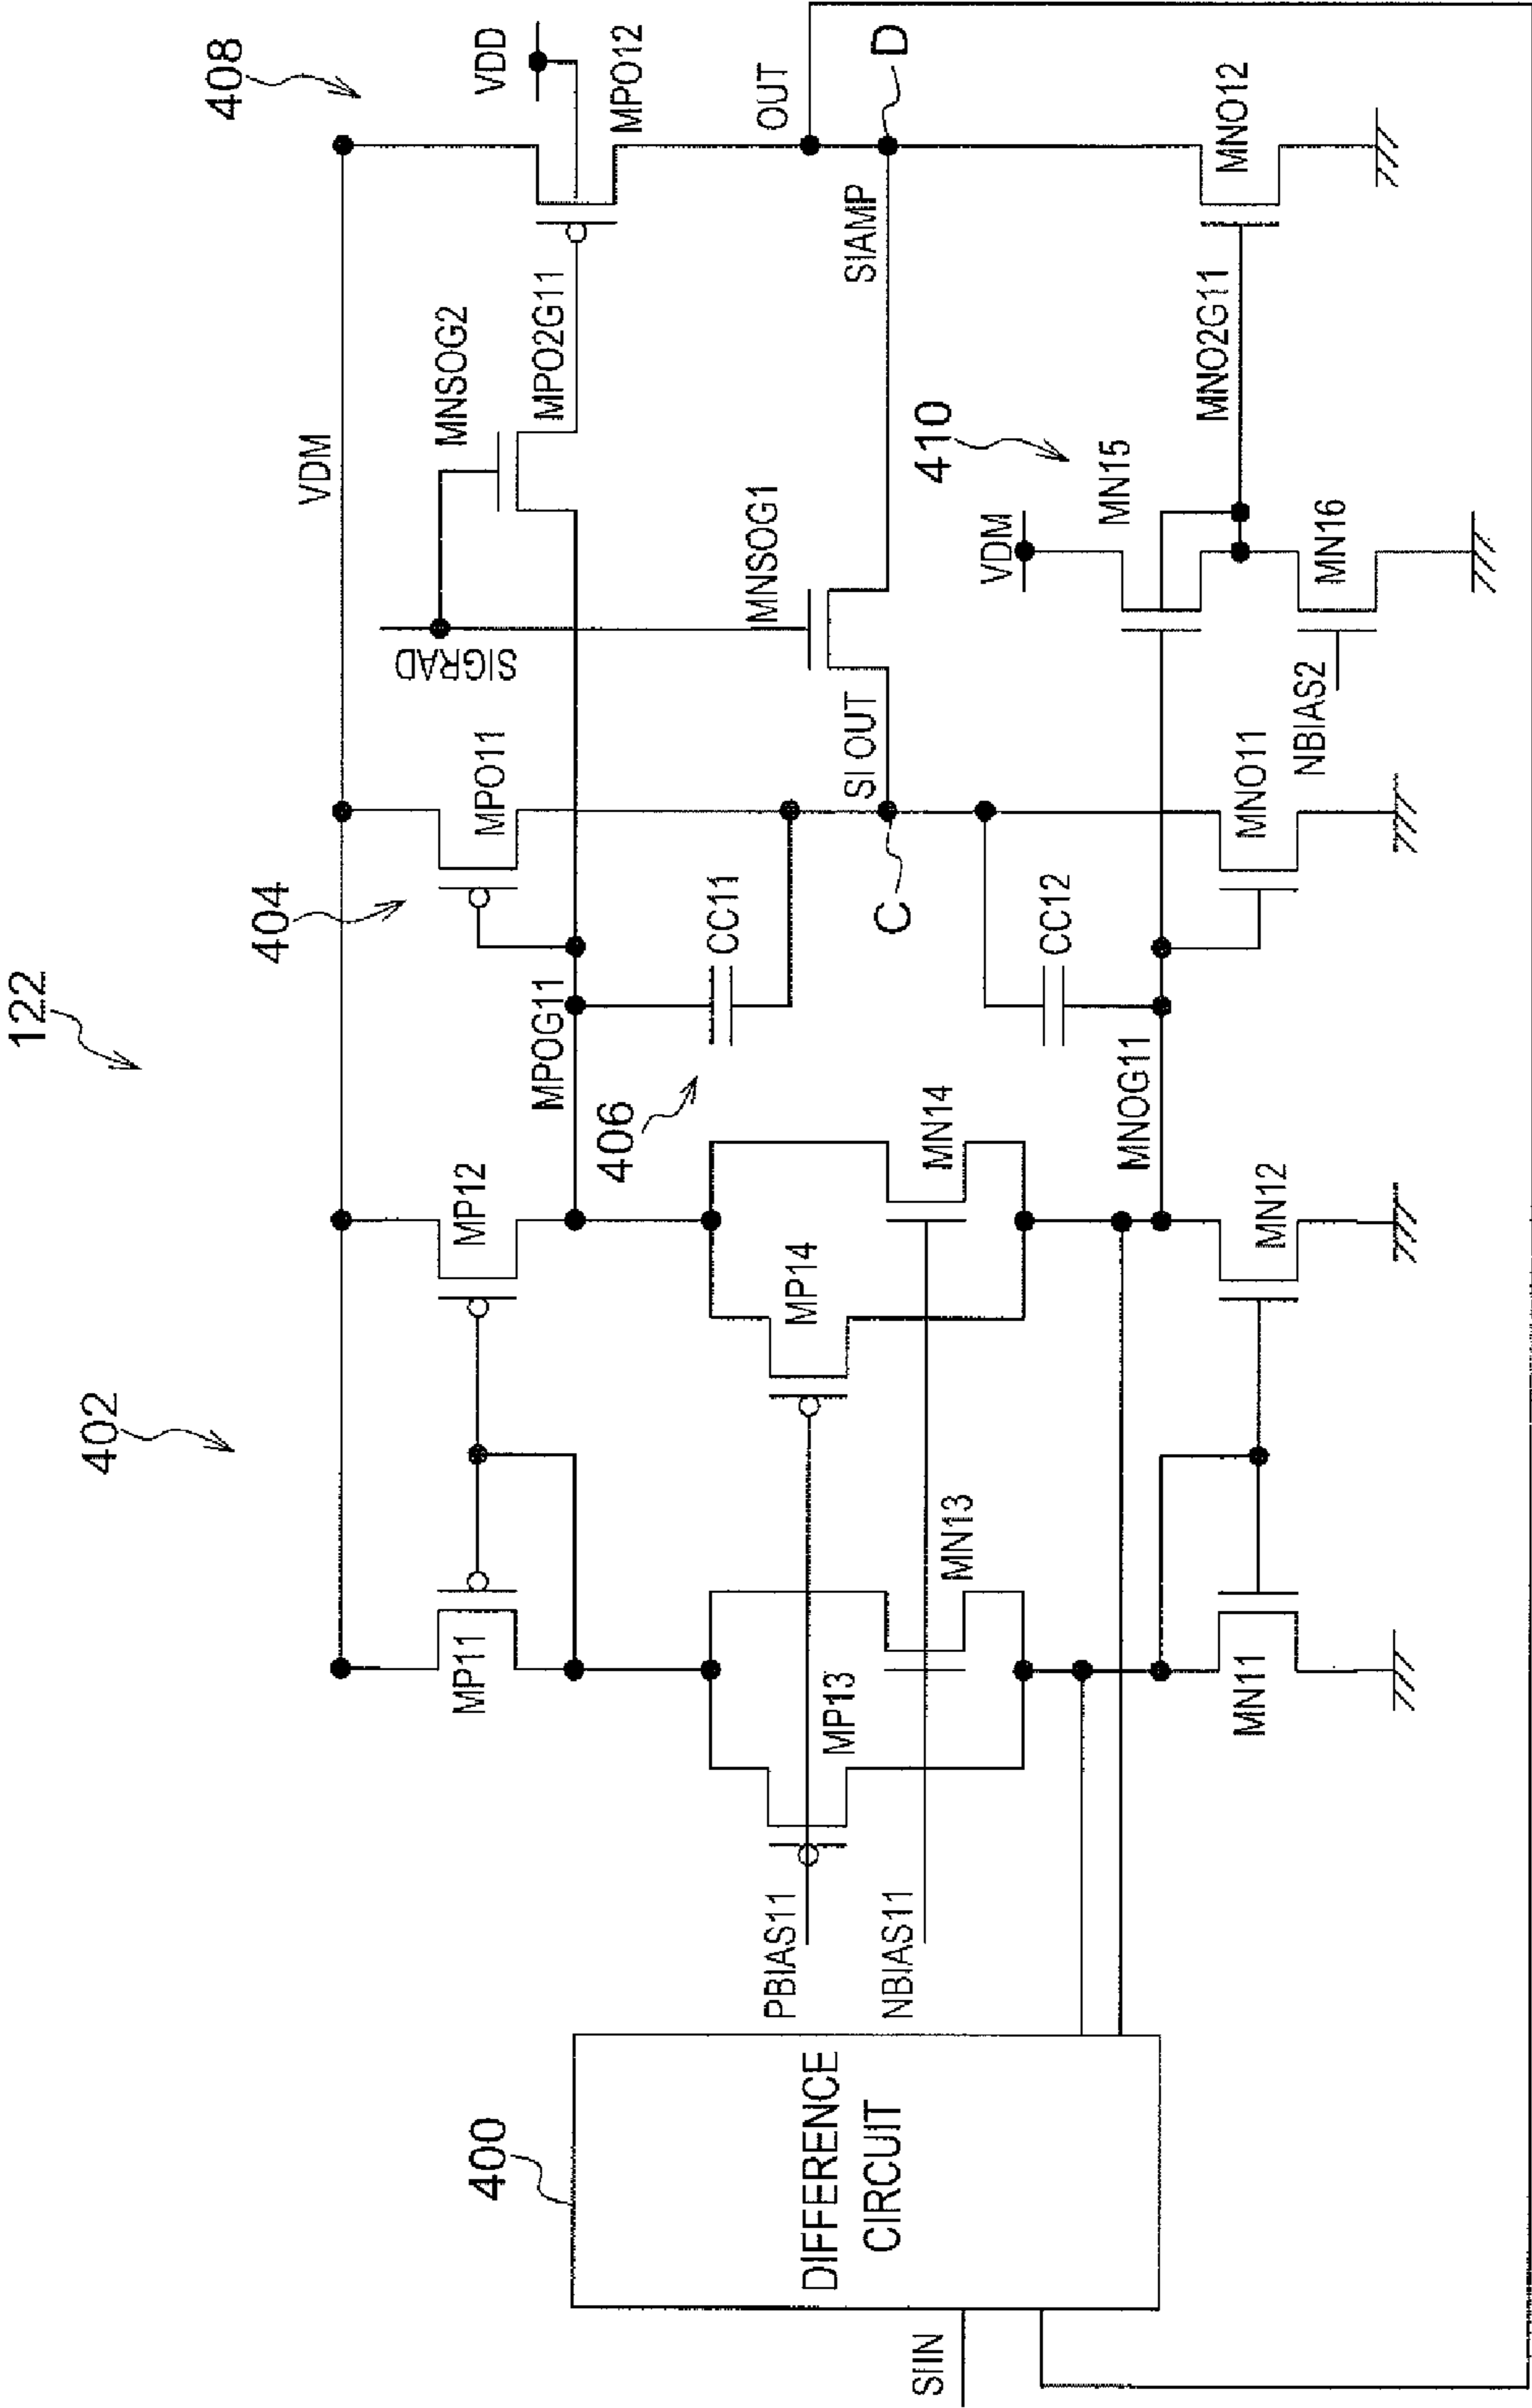 122
402
404
408
VDM
VDD
MP11
MP12
MPO11
MNSOG2
MPO12
SIGRAD
MPOG11
MPO2G11
406
CC11
400
DIFFERENCE
CIRCUIT
PBIAS11
MP13
MP14
MNSOG1
OUT
SIIN
NBIAS11
MN13
MN14
SI OUT
SIAMP
C
D
CC12
410
VDM
MN15
MNOG11
MNO2G11
MN11
MN12
MNO11
NBIAS2
MN16
MNO12